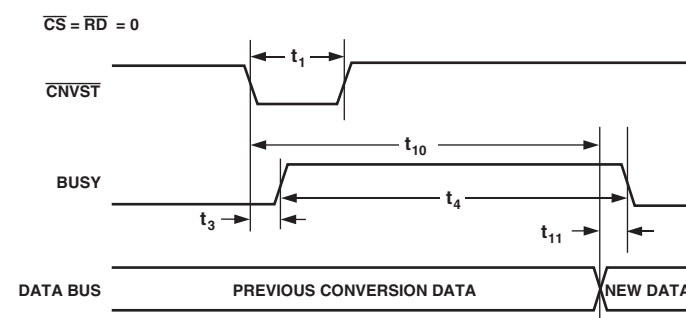 CS = RD = 0
t1
CNVST
t10
BUSY
t4
t3
t11
DATA BUS
PREVIOUS CONVERSION DATA
NEW DATA